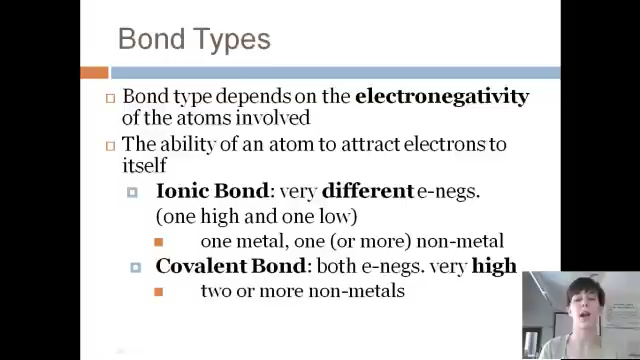 Bond Types
Bond type depends on the electronegativity
of the atoms involved
The ability of an atom to attract electrons to
itself
Ionic Bond: very different e-negs.
(one high and one low)
one metal, one (or more) non-metal
Covalent Bond: both e-negs. very high
two or more non-metals